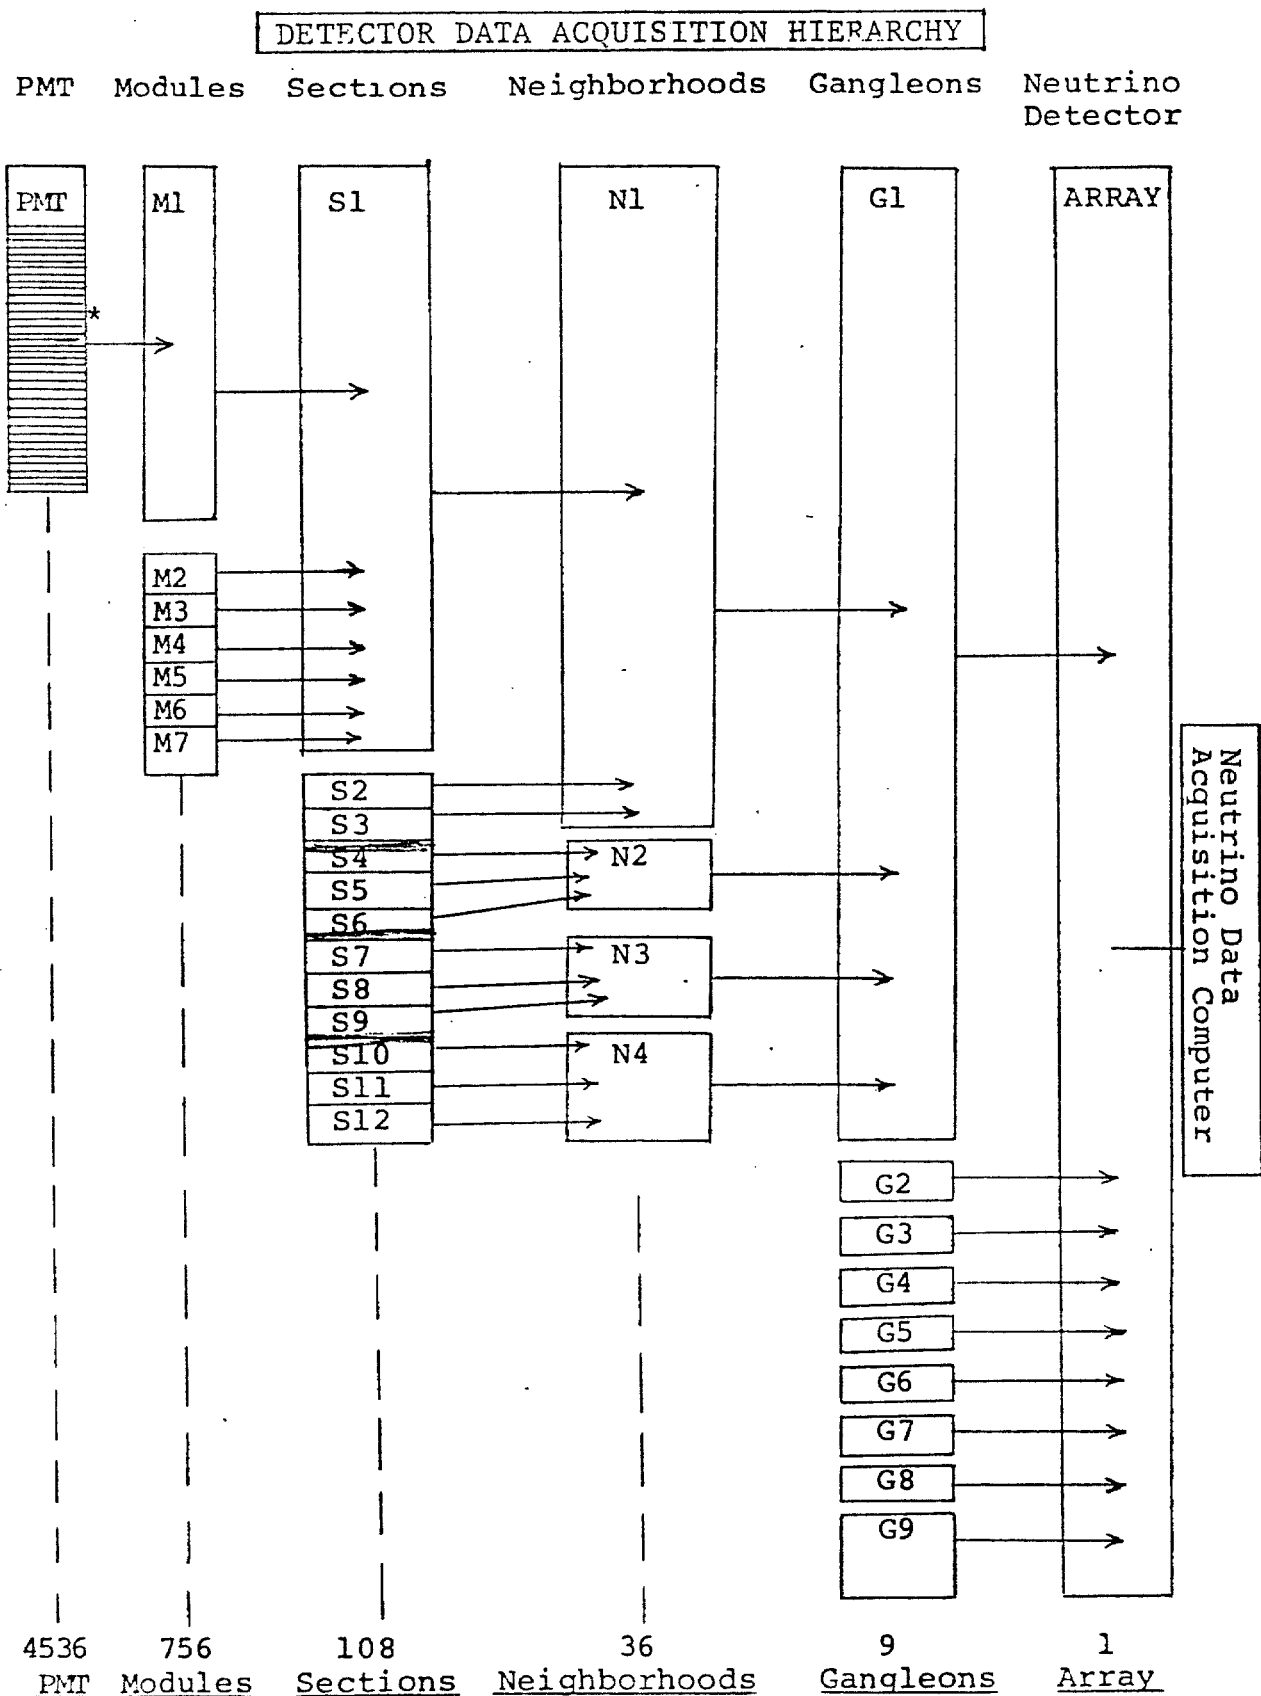 DETECTOR DATA ACQUISITION HIERARCHY
PMT Modules Sections Neighborhoods Gangleons Neutrino
Detector
PMT M1 S1 N1 G1 ARRAY
*
M2
M3
M4
M5
M6
M7
S2
S3
S4
S5
S6
S7
S8
S9
S10
S11
S12
N2
N3
N4
G2
G3
G4
G5
G6
G7
G8
G9
Neutrino Data
Acquisition Computer
4536 756 108 36 9 1
PMT Modules Sections Neighborhoods Gangleons Array